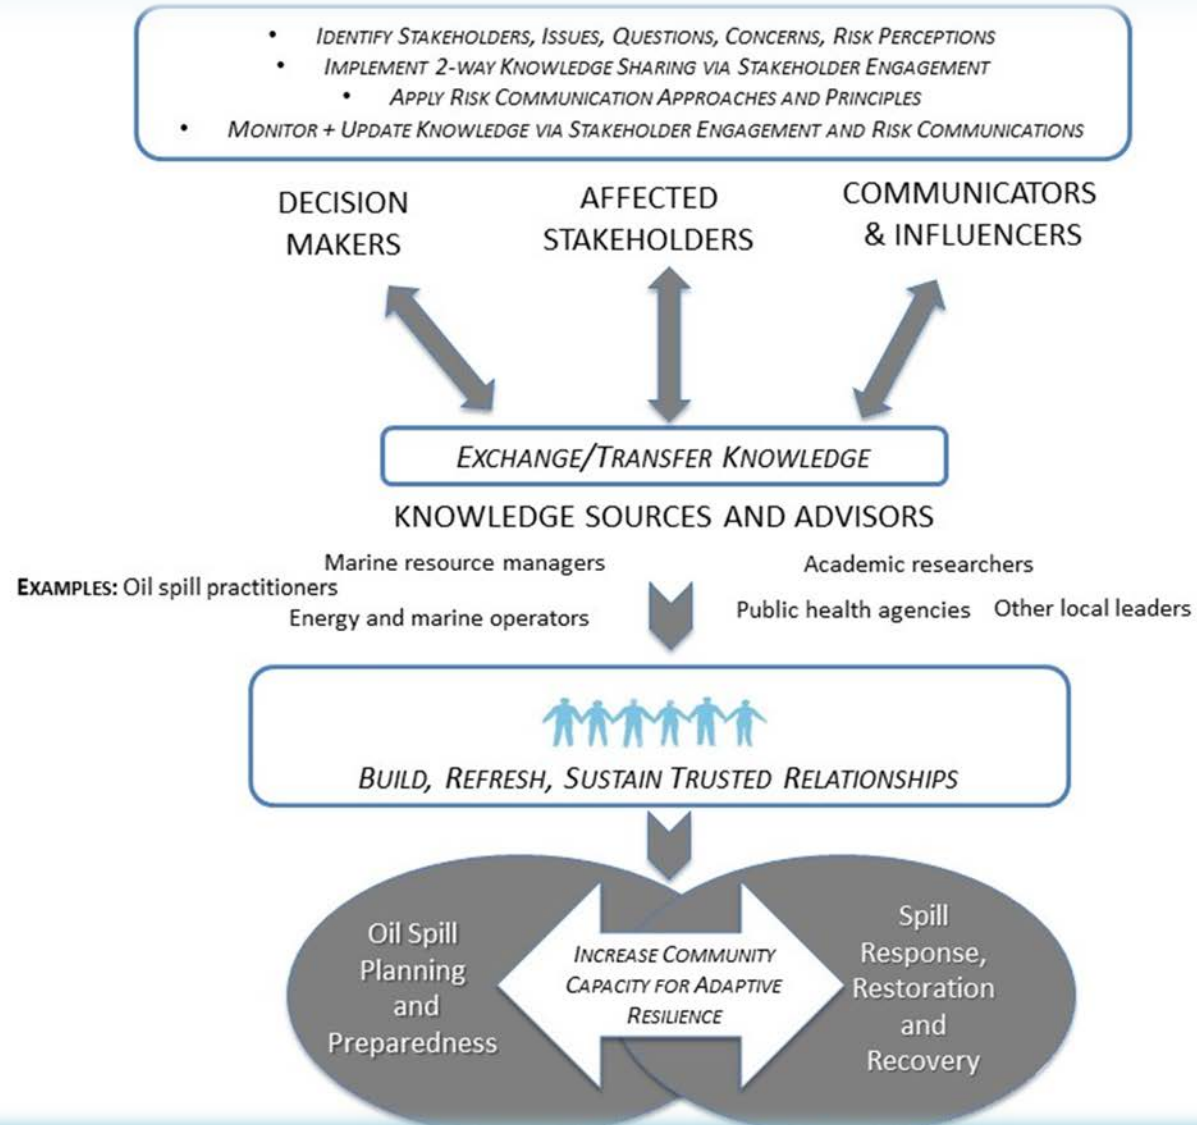 • IDENTIFY STAKEHOLDERS, ISSUES, QUESTIONS, CONCERNS, RISK PERCEPTIONS
• IMPLEMENT 2-WAY KNOWLEDGE SHARING VIA STAKEHOLDER ENGAGEMENT
• APPLY RISK COMMUNICATION APPROACHES AND PRINCIPLES
• MONITOR + UPDATE KNOWLEDGE VIA STAKEHOLDER ENGAGEMENT AND RISK COMMUNICATIONS
DECISION
MAKERS
AFFECTED
STAKEHOLDERS
COMMUNICATORS
& INFLUENCERS
EXCHANGE/TRANSFER KNOWLEDGE
KNOWLEDGE SOURCES AND ADVISORS
Marine resource managers
Academic researchers
EXAMPLES: Oil spill practitioners
Energy and marine operators
Public health agencies
Other local leaders
BUILD, REFRESH, SUSTAIN TRUSTED RELATIONSHIPS
Oil Spill
Planning
and
Preparedness
INCREASE COMMUNITY
CAPACITY FOR ADAPTIVE
RESILIENCE
Spill
Response,
Restoration
and
Recovery